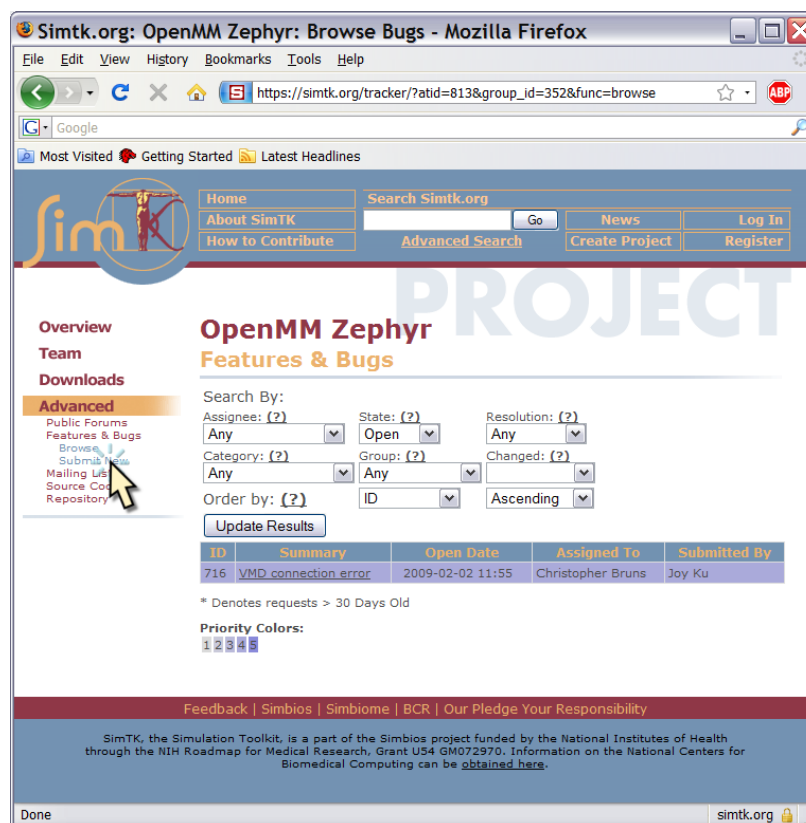 Simtk.org: OpenMM Zephyr: Browse Bugs - Mozilla Firefox
File Edit View History Bookmarks Tools Help
https://simtk.org/tracker/?atid=813&group_id=352&func=browse
ABP
G Google
Most Visited Getting Started Latest Headlines
SimTK
Home Search Simtk.org
About SimTK Go News Log In
How to Contribute Advanced Search Create Project Register
PROJECT
Overview
Team
Downloads
Advanced
Public Forums
Features & Bugs
Browse
Submit New
Mailing
Source
Repository
OpenMM Zephyr
Features & Bugs
Search By:
Assignee: (?) State: (?) Resolution: (?)
Any Open Any
Category: (?) Group: (?) Changed: (?)
Any Any
Order by: (?) ID Ascending
Update Results
ID Summary Open Date Assigned To Submitted By
716 VMD connection error 2009-02-02 11:55 Christopher Bruns Joy Ku
* Denotes requests > 30 Days Old
Priority Colors:
1 2 3 4 5
Feedback | Simbios | Simbiome | BCR | Our Pledge Your Responsibility
SimTK, the Simulation Toolkit, is a part of the Simbios project funded by the National Institutes of Health
through the NIH Roadmap for Medical Research, Grant U54 GM072970. Information on the National Centers for
Biomedical Computing can be obtained here.
Done simtk.org